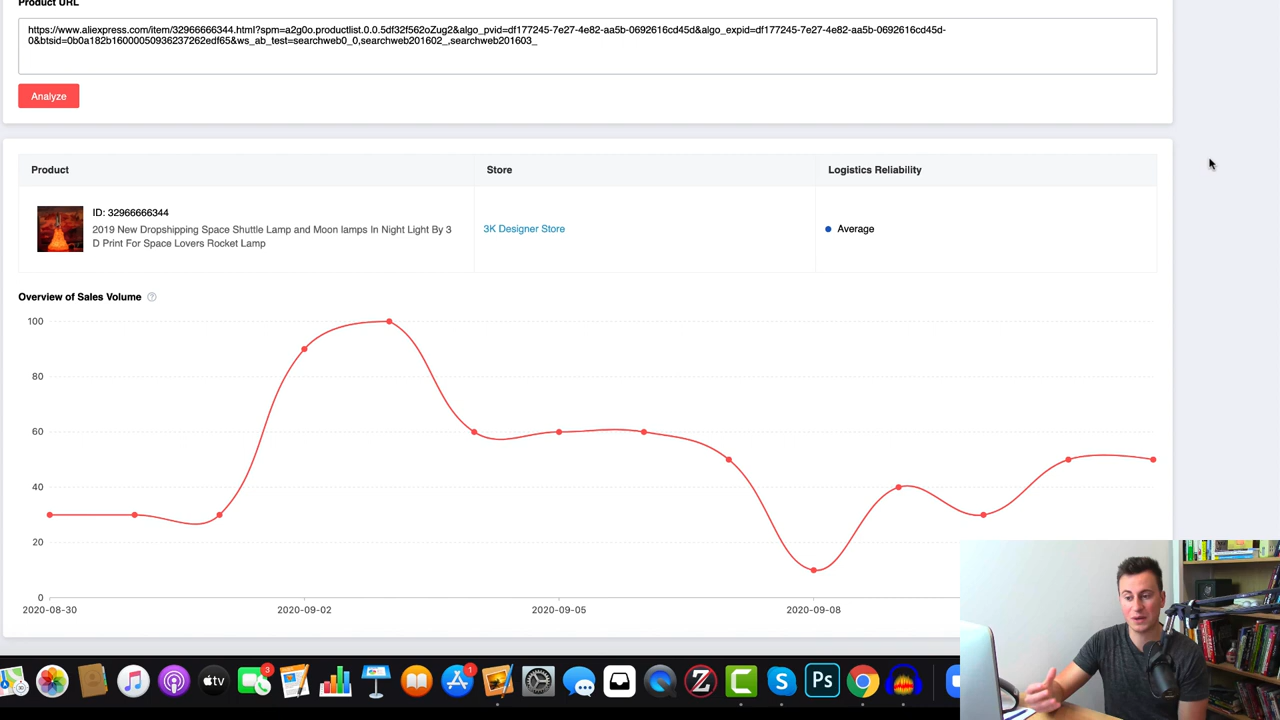 Product URL
https://www.aliexpress.com/item/32966666344.html?spm=a2g0o.productlist.0.0.5df32f562oZug2&algo_pvid=df177245-7e27-4e82-aa5b-0692616cd45d&algo_expid=df177245-7e27-4e82-aa5b-0692616cd45d-
0&btsid=0b0a182b16000050936237262edf65&ws_ab_test=searchweb0_0,searchweb201602_,searchweb201603_
Analyze
Product Store Logistics Reliability
ID: 32966666344
2019 New Dropshipping Space Shuttle Lamp and Moon lamps In Night Light By 3
D Print For Space Lovers Rocket Lamp
3K Designer Store
Average
Overview of Sales Volume ?
100
80
60
40
20
0
2020-08-30 2020-09-02 2020-09-05 2020-09-08
tv 3 1 Z C S Ps